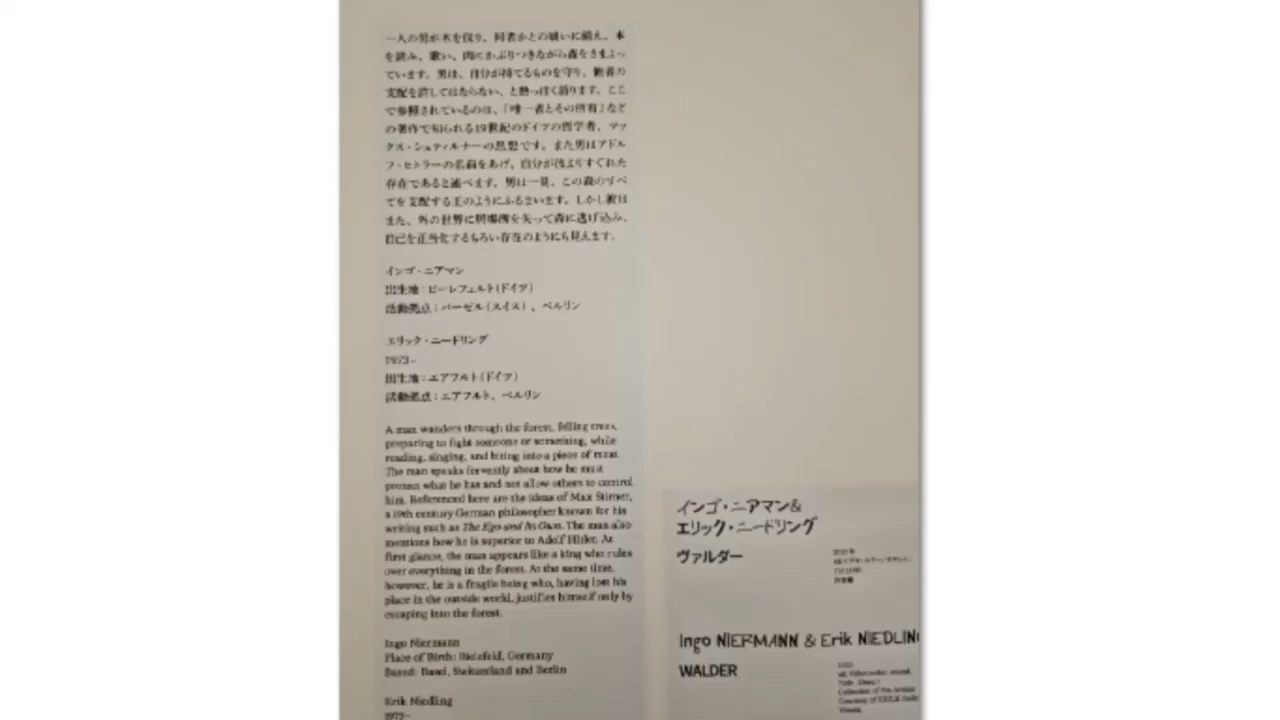 一人の男が木を伐り、何者かとの戦いに備え、本
を読み、歌い、肉にかぶりつきながら森をさまよっ
ています。男は、自分が持てるものを守り、他者の
支配を許してはならない、と熱っぽく語ります。ここ
で参照されているのは、『唯一者とその所有』など
の著作で知られる19世紀のドイツの哲学者、マッ
クス・シュティルナーの思想です。また男はアドル
フ・ヒトラーの名前をあげ、自分が彼よりすぐれた
存在であると述べます。男は一見、この森のすべ
てを支配する王のようにふるまいます。しかし彼は
また、外の世界に居場所を失って森に逃げ込み、
自己を正当化するもろい存在のようにも見えます。
インゴ・ニアマン
出生地：ビーレフェルト（ドイツ）
活動拠点：バーゼル（スイス）、ベルリン
エリック・ニードリング
1973–
出生地：エアフルト（ドイツ）
活動拠点：エアフルト、ベルリン
A man wanders through the forest, felling trees,
preparing to fight someone or something, while
reading, singing, and biting into a piece of meat.
The man speaks fervently about how he must
protect what he has and not allow others to control
him. Referenced here are the ideas of Max Stirner,
a 19th century German philosopher known for his
writing such as The Ego and Its Own. The man also
mentions how he is superior to Adolf Hitler. At
first glance, the man appears like a king who rules
over everything in the forest. At the same time,
however, he is a fragile being who, having lost his
place in the outside world, justifies himself only by
escaping into the forest.
Ingo Niermann
Place of Birth: Bielefeld, Germany
Based: Basel, Switzerland and Berlin
Erik Niedling
1973–
インゴ・ニアマン&
エリック・ニードリング
ヴァルダー
Ingo NIERMANN & Erik NIEDLIN
WALDER
Collection of the Artists